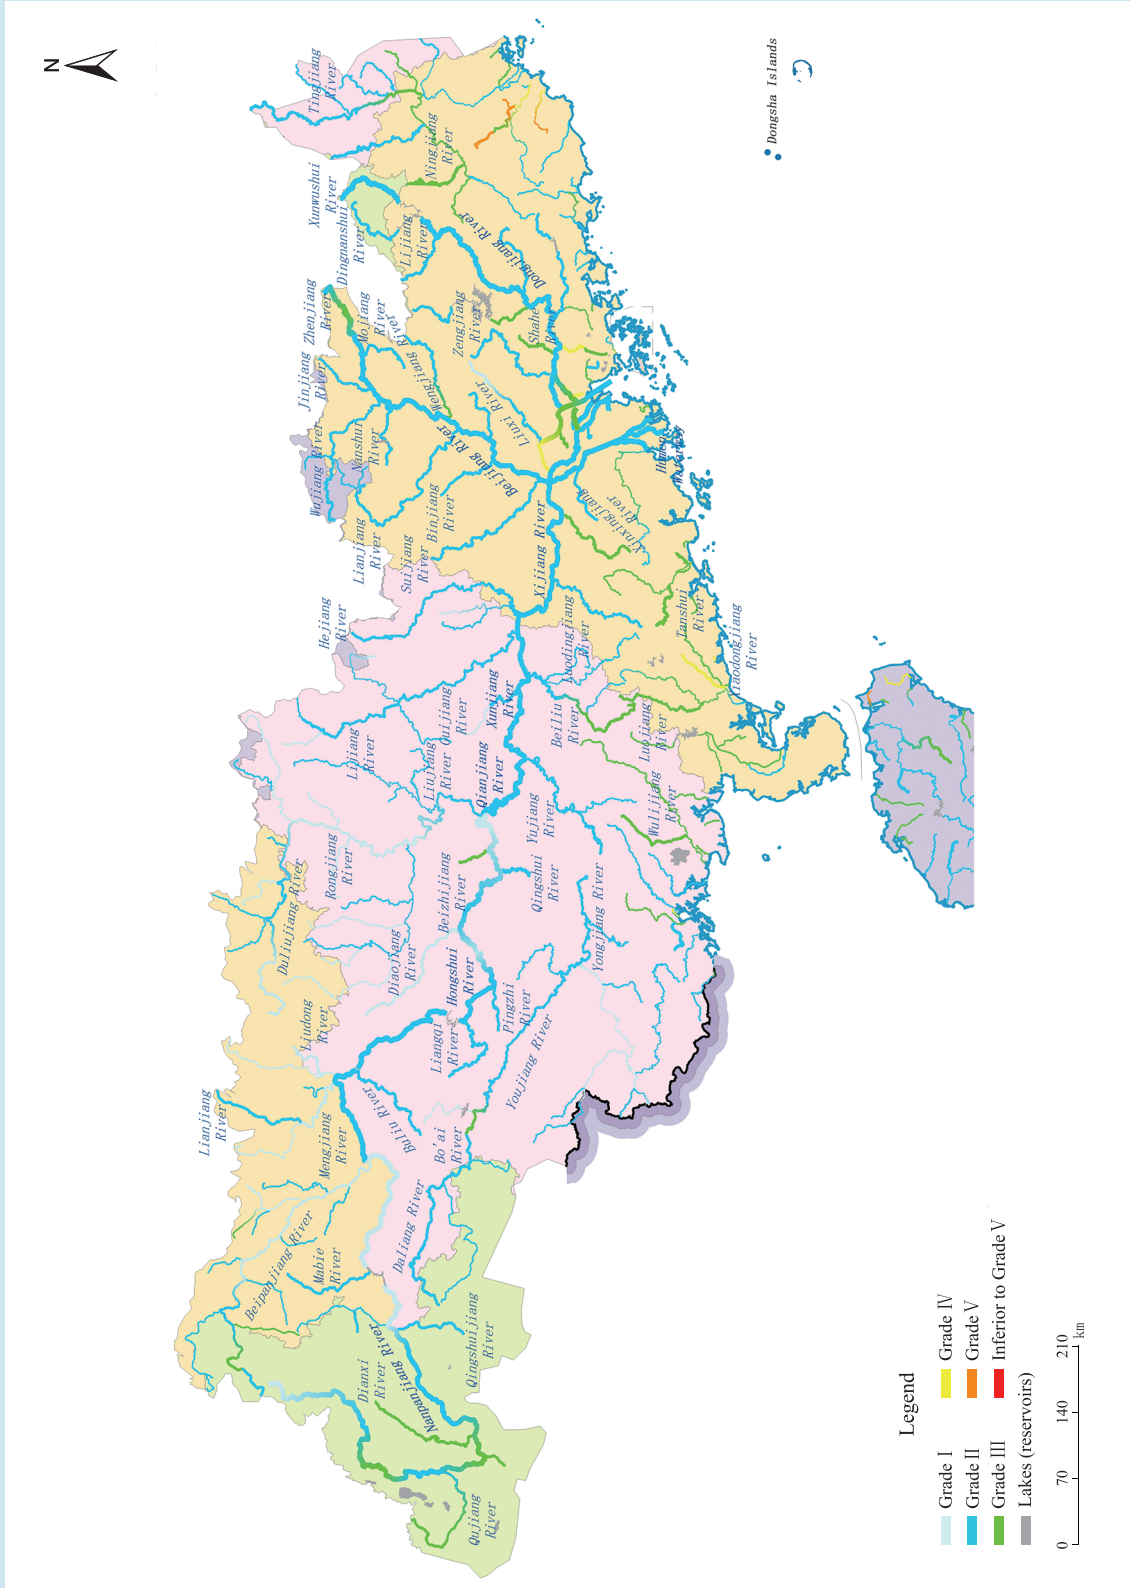 N
Dongsha Islands
Tingjiang
River
Ningjiang
River
Xunwushui
River
Dingnanshui
River
Lijiang
River
Dongjiang River
Zhenjiang
River
Mojiang
River
Zengjiang
River
Shahe
River
Jinjiang
River
Wengjiang River
Liuxi River
Wujiang River
Nanshui
River
Beijiang River
Lianjiang
River
Binjiang
River
Suijiang
River
Xijiang River
Xinxingjiang
River
Hejiang
River
Luodingjiang
River
Tanshui
River
Xiaodongjiang
River
Lijiang
River
Guijiang
River
Xunjiang
River
Beiliu
River
Luojiang
River
Liujiang
River
Qianjiang
River
Yujiang
River
Wulijiang
River
Rongjiang
River
Duliujiang River
Beizhijiang
River
Qingshui
River
Diaojiang
River
Hongshui
River
Yongjiang River
Liudong
River
Liangqi
River
Pingzhi
River
Youjiang River
Lianjiang
River
Mengjiang
River
Buliu River
Bo'ai
River
Beipanjiang River
Mabie
River
Daliang River
Dianxi
River
Nanpanjiang River
Qingshuijiang
River
Qujiang
River
Legend
Grade I
Grade II
Grade III
Lakes (reservoirs)
Grade IV
Grade V
Inferior to Grade V
0 70 140 210
km